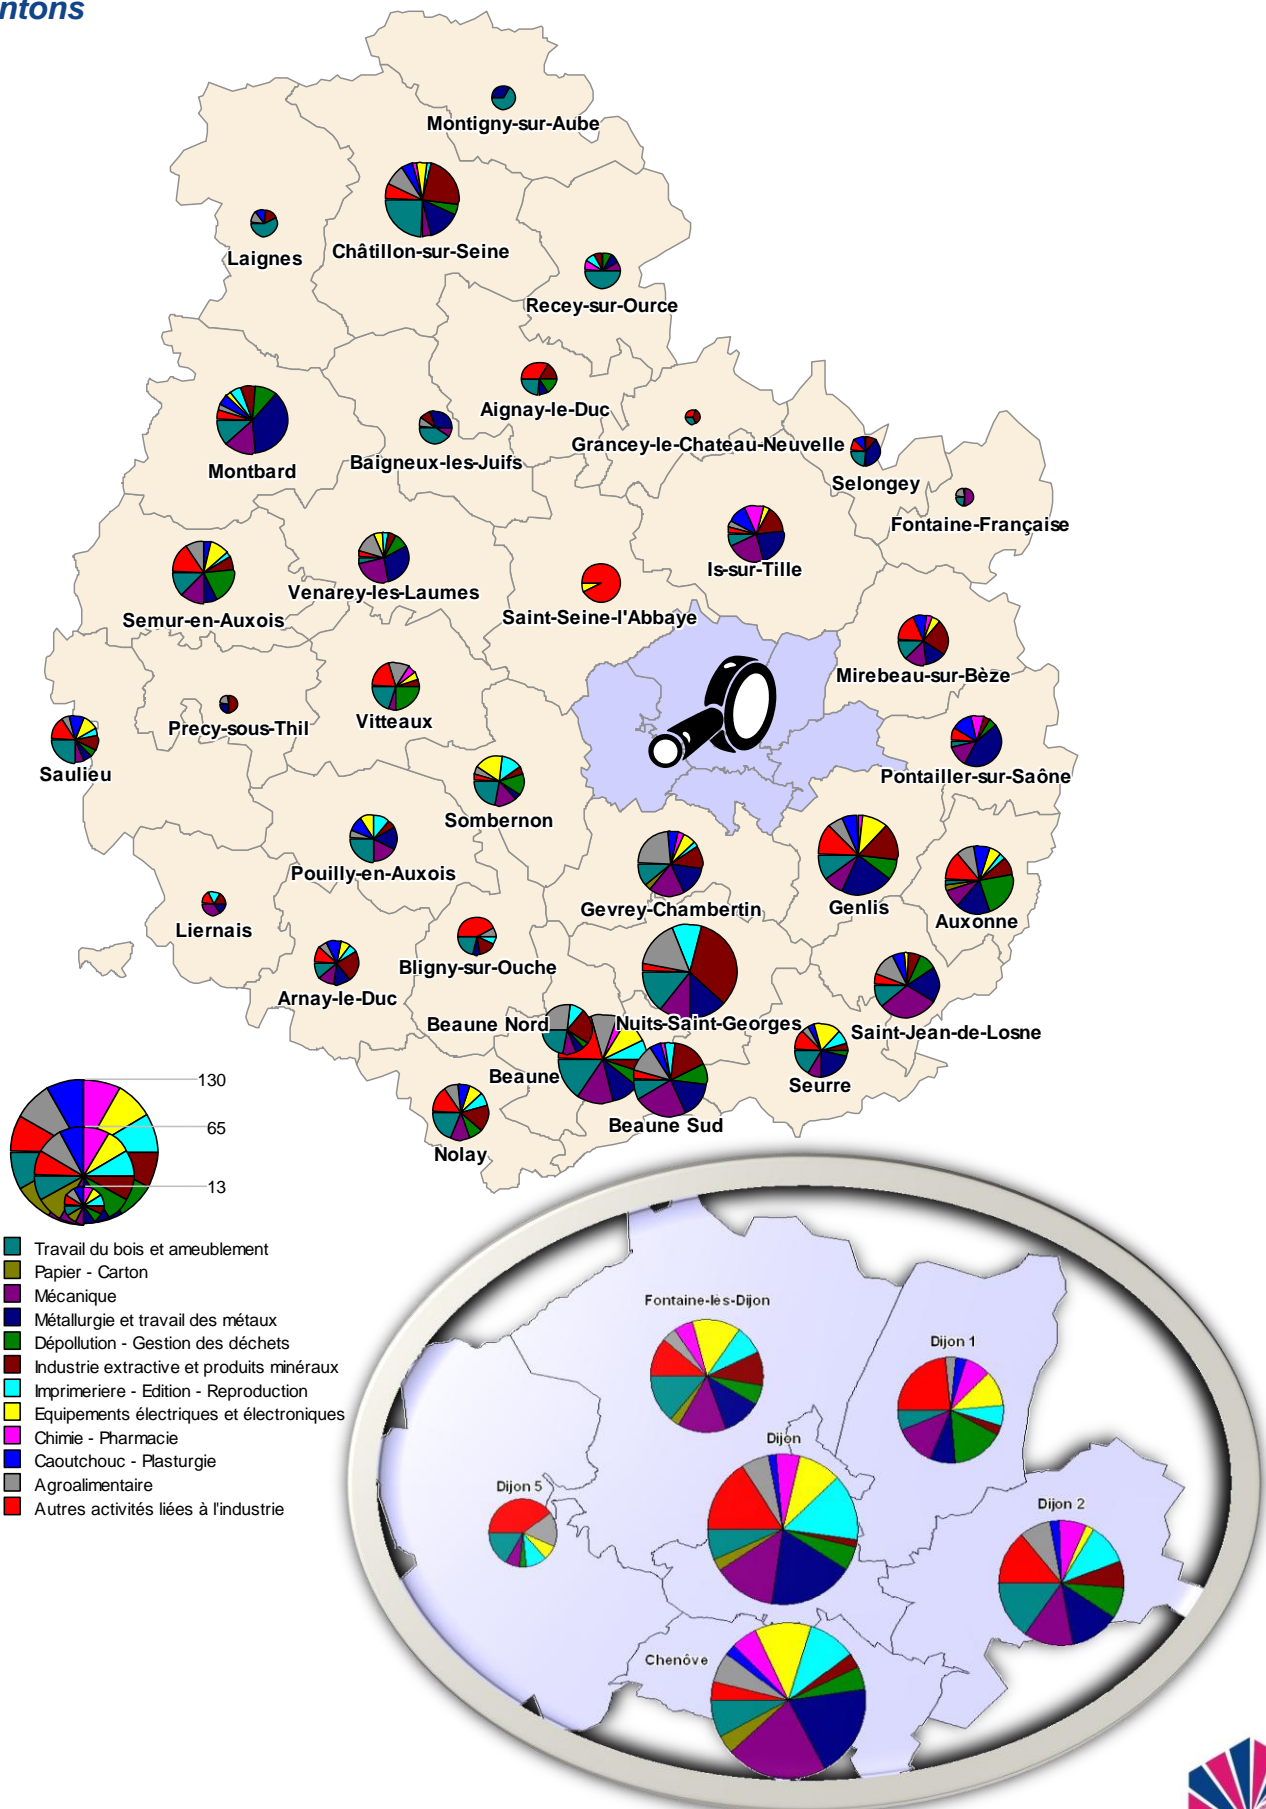 ntons
Montigny-sur-Aube
Châtillon-sur-Seine
Laignes
Recey-sur-Ource
Aignay-le-Duc
Grancey-le-Chateau-Neuvelle
Montbard
Baigneux-les-Juifs
Selongey
Fontaine-Française
Is-sur-Tille
Venarey-les-Laumes
Semur-en-Auxois
Saint-Seine-l'Abbaye
Mirebeau-sur-Bèze
Vitteaux
Precy-sous-Thil
Saulieu
Pontailler-sur-Saône
Sombernon
Pouilly-en-Auxois
Gevrey-Chambertin
Genlis
Auxonne
Liernais
Bligny-sur-Ouche
Arnay-le-Duc
Beaune Nord
Nuits-Saint-Georges
Saint-Jean-de-Losne
Beaune
Seurre
Beaune Sud
Nolay
130
65
13
Travail du bois et ameublement
Papier - Carton
Mécanique
Métallurgie et travail des métaux
Dépollution - Gestion des déchets
Industrie extractive et produits minéraux
Imprimeriere - Edition - Reproduction
Equipements électriques et électroniques
Chimie - Pharmacie
Caoutchouc - Plasturgie
Agroalimentaire
Autres activités liées à l'industrie
Fontaine-lès-Dijon
Dijon 1
Dijon
Dijon 5
Dijon 2
Chenôve